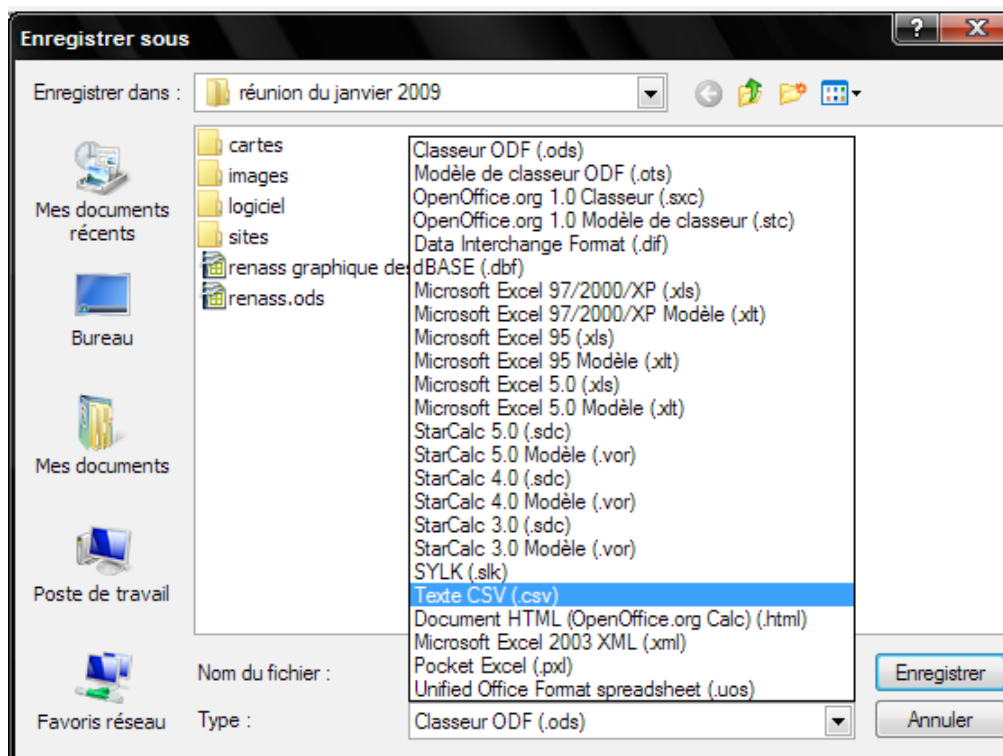 Enregistrer sous
?
X
Enregistrer dans :
réunion du janvier 2009
Mes documents
récents
Bureau
Mes documents
Poste de travail
Favoris réseau
cartes
images
logiciel
sites
renass graphique des
renass.ods
Classeur ODF (.ods)
Modèle de classeur ODF (.ots)
OpenOffice.org 1.0 Classeur (.sxc)
OpenOffice.org 1.0 Modèle de classeur (.stc)
Data Interchange Format (.dif)
dBASE (.dbf)
Microsoft Excel 97/2000/XP (.xls)
Microsoft Excel 97/2000/XP Modèle (.xlt)
Microsoft Excel 95 (.xls)
Microsoft Excel 95 Modèle (.xlt)
Microsoft Excel 5.0 (.xls)
Microsoft Excel 5.0 Modèle (.xlt)
StarCalc 5.0 (.sdc)
StarCalc 5.0 Modèle (.vor)
StarCalc 4.0 (.sdc)
StarCalc 4.0 Modèle (.vor)
StarCalc 3.0 (.sdc)
StarCalc 3.0 Modèle (.vor)
SYLK (.slk)
Texte CSV (.csv)
Document HTML (OpenOffice.org Calc) (.html)
Microsoft Excel 2003 XML (.xml)
Pocket Excel (.pxl)
Unified Office Format spreadsheet (.uos)
Nom du fichier :
Enregistrer
Type :
Classeur ODF (.ods)
Annuler